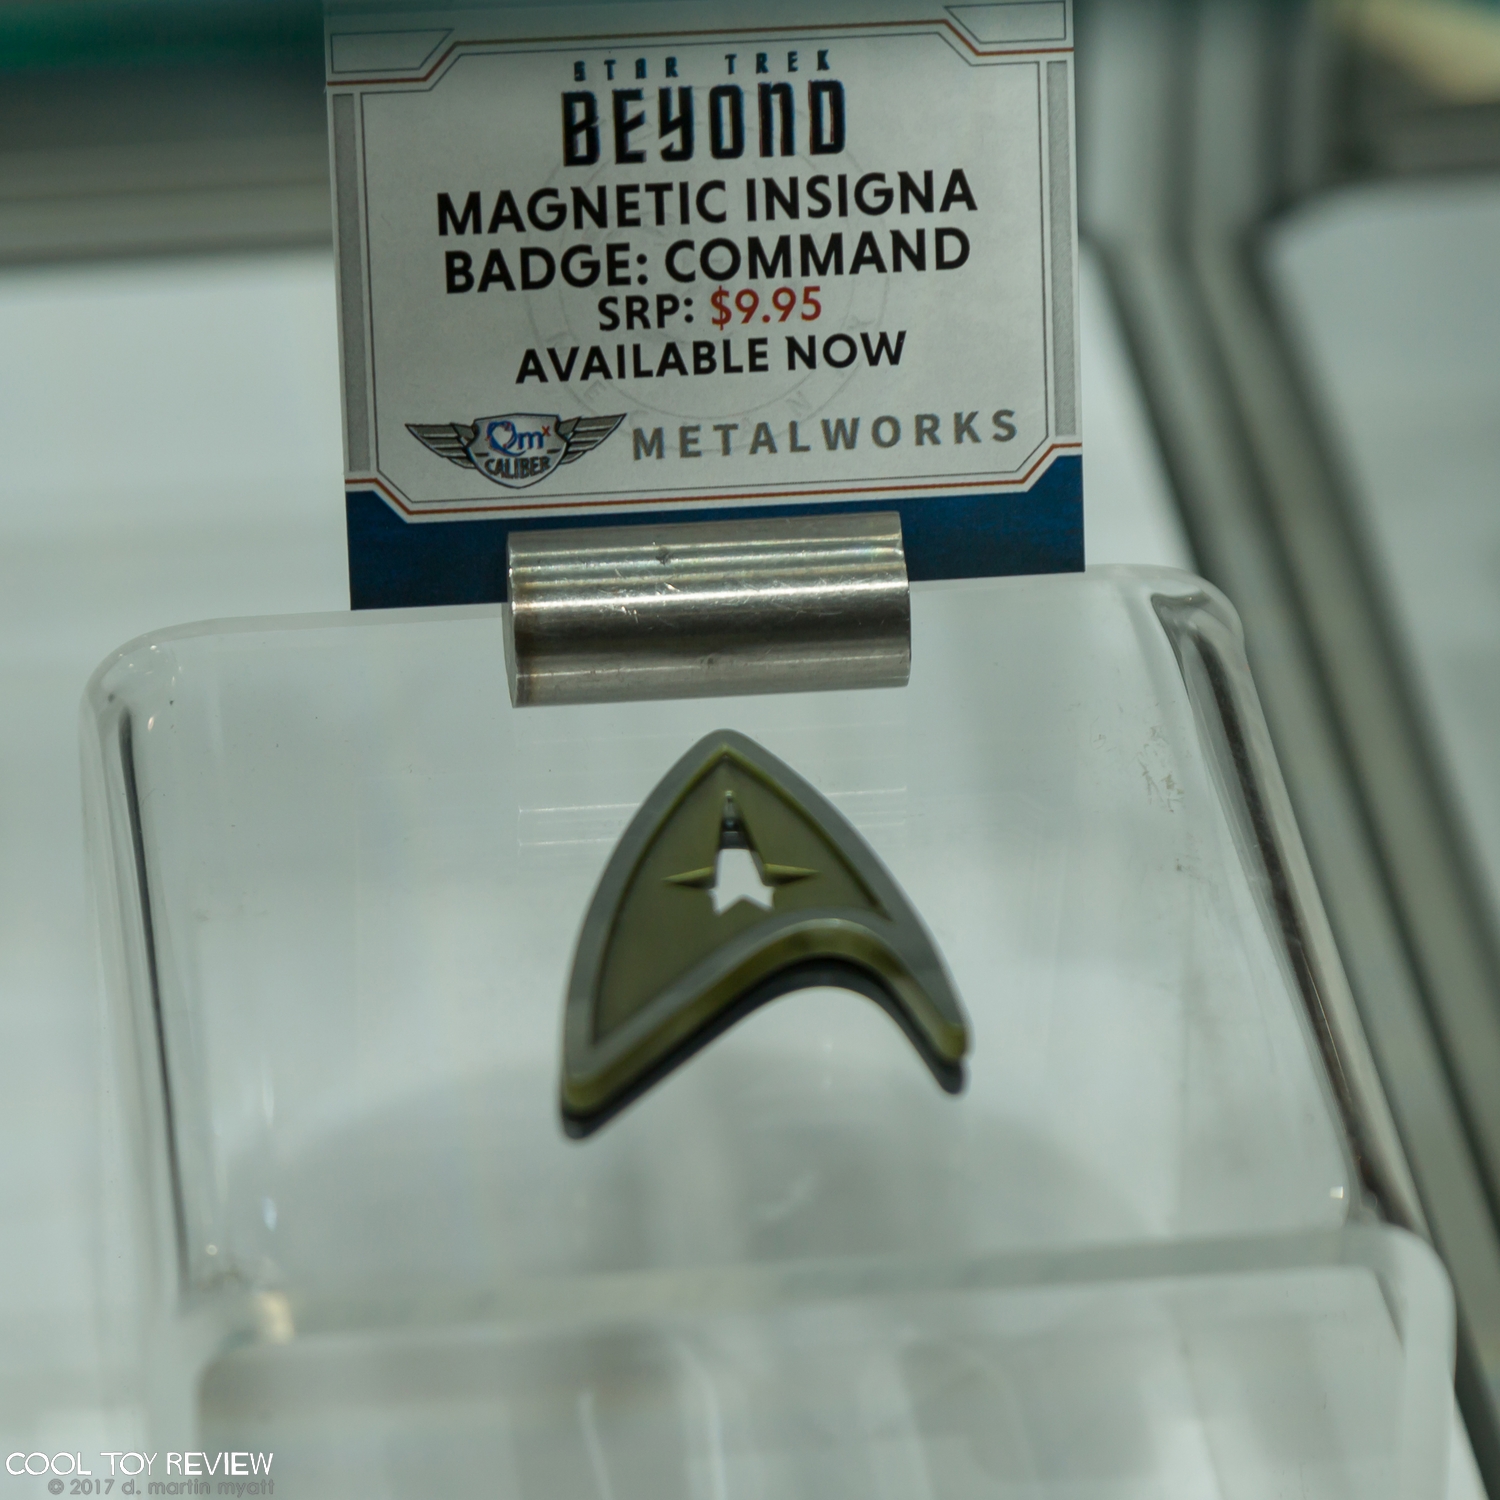 STAR TREK
BEYOND
MAGNETIC INSIGNA
BADGE: COMMAND
SRP: $9.95
AVAILABLE NOW
Qmx
CALIBER
METALWORKS
COOL TOY REVIEW
© 2017 d. martin myatt